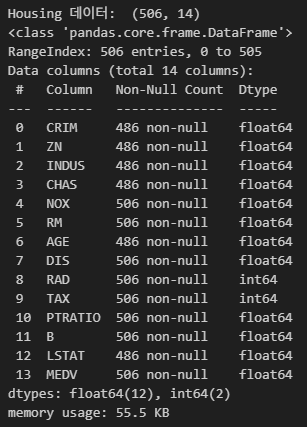 Housing 데이터:  (506, 14)
<class 'pandas.core.frame.DataFrame'>
RangeIndex: 506 entries, 0 to 505
Data columns (total 14 columns):
 #   Column   Non-Null Count  Dtype
---  ------   --------------  -----
 0   CRIM     486 non-null    float64
 1   ZN       486 non-null    float64
 2   INDUS    486 non-null    float64
 3   CHAS     486 non-null    float64
 4   NOX      506 non-null    float64
 5   RM       506 non-null    float64
 6   AGE      486 non-null    float64
 7   DIS      506 non-null    float64
 8   RAD      506 non-null    int64
 9   TAX      506 non-null    int64
 10  PTRATIO  506 non-null    float64
 11  B        506 non-null    float64
 12  LSTAT    486 non-null    float64
 13  MEDV     506 non-null    float64
dtypes: float64(12), int64(2)
memory usage: 55.5 KB